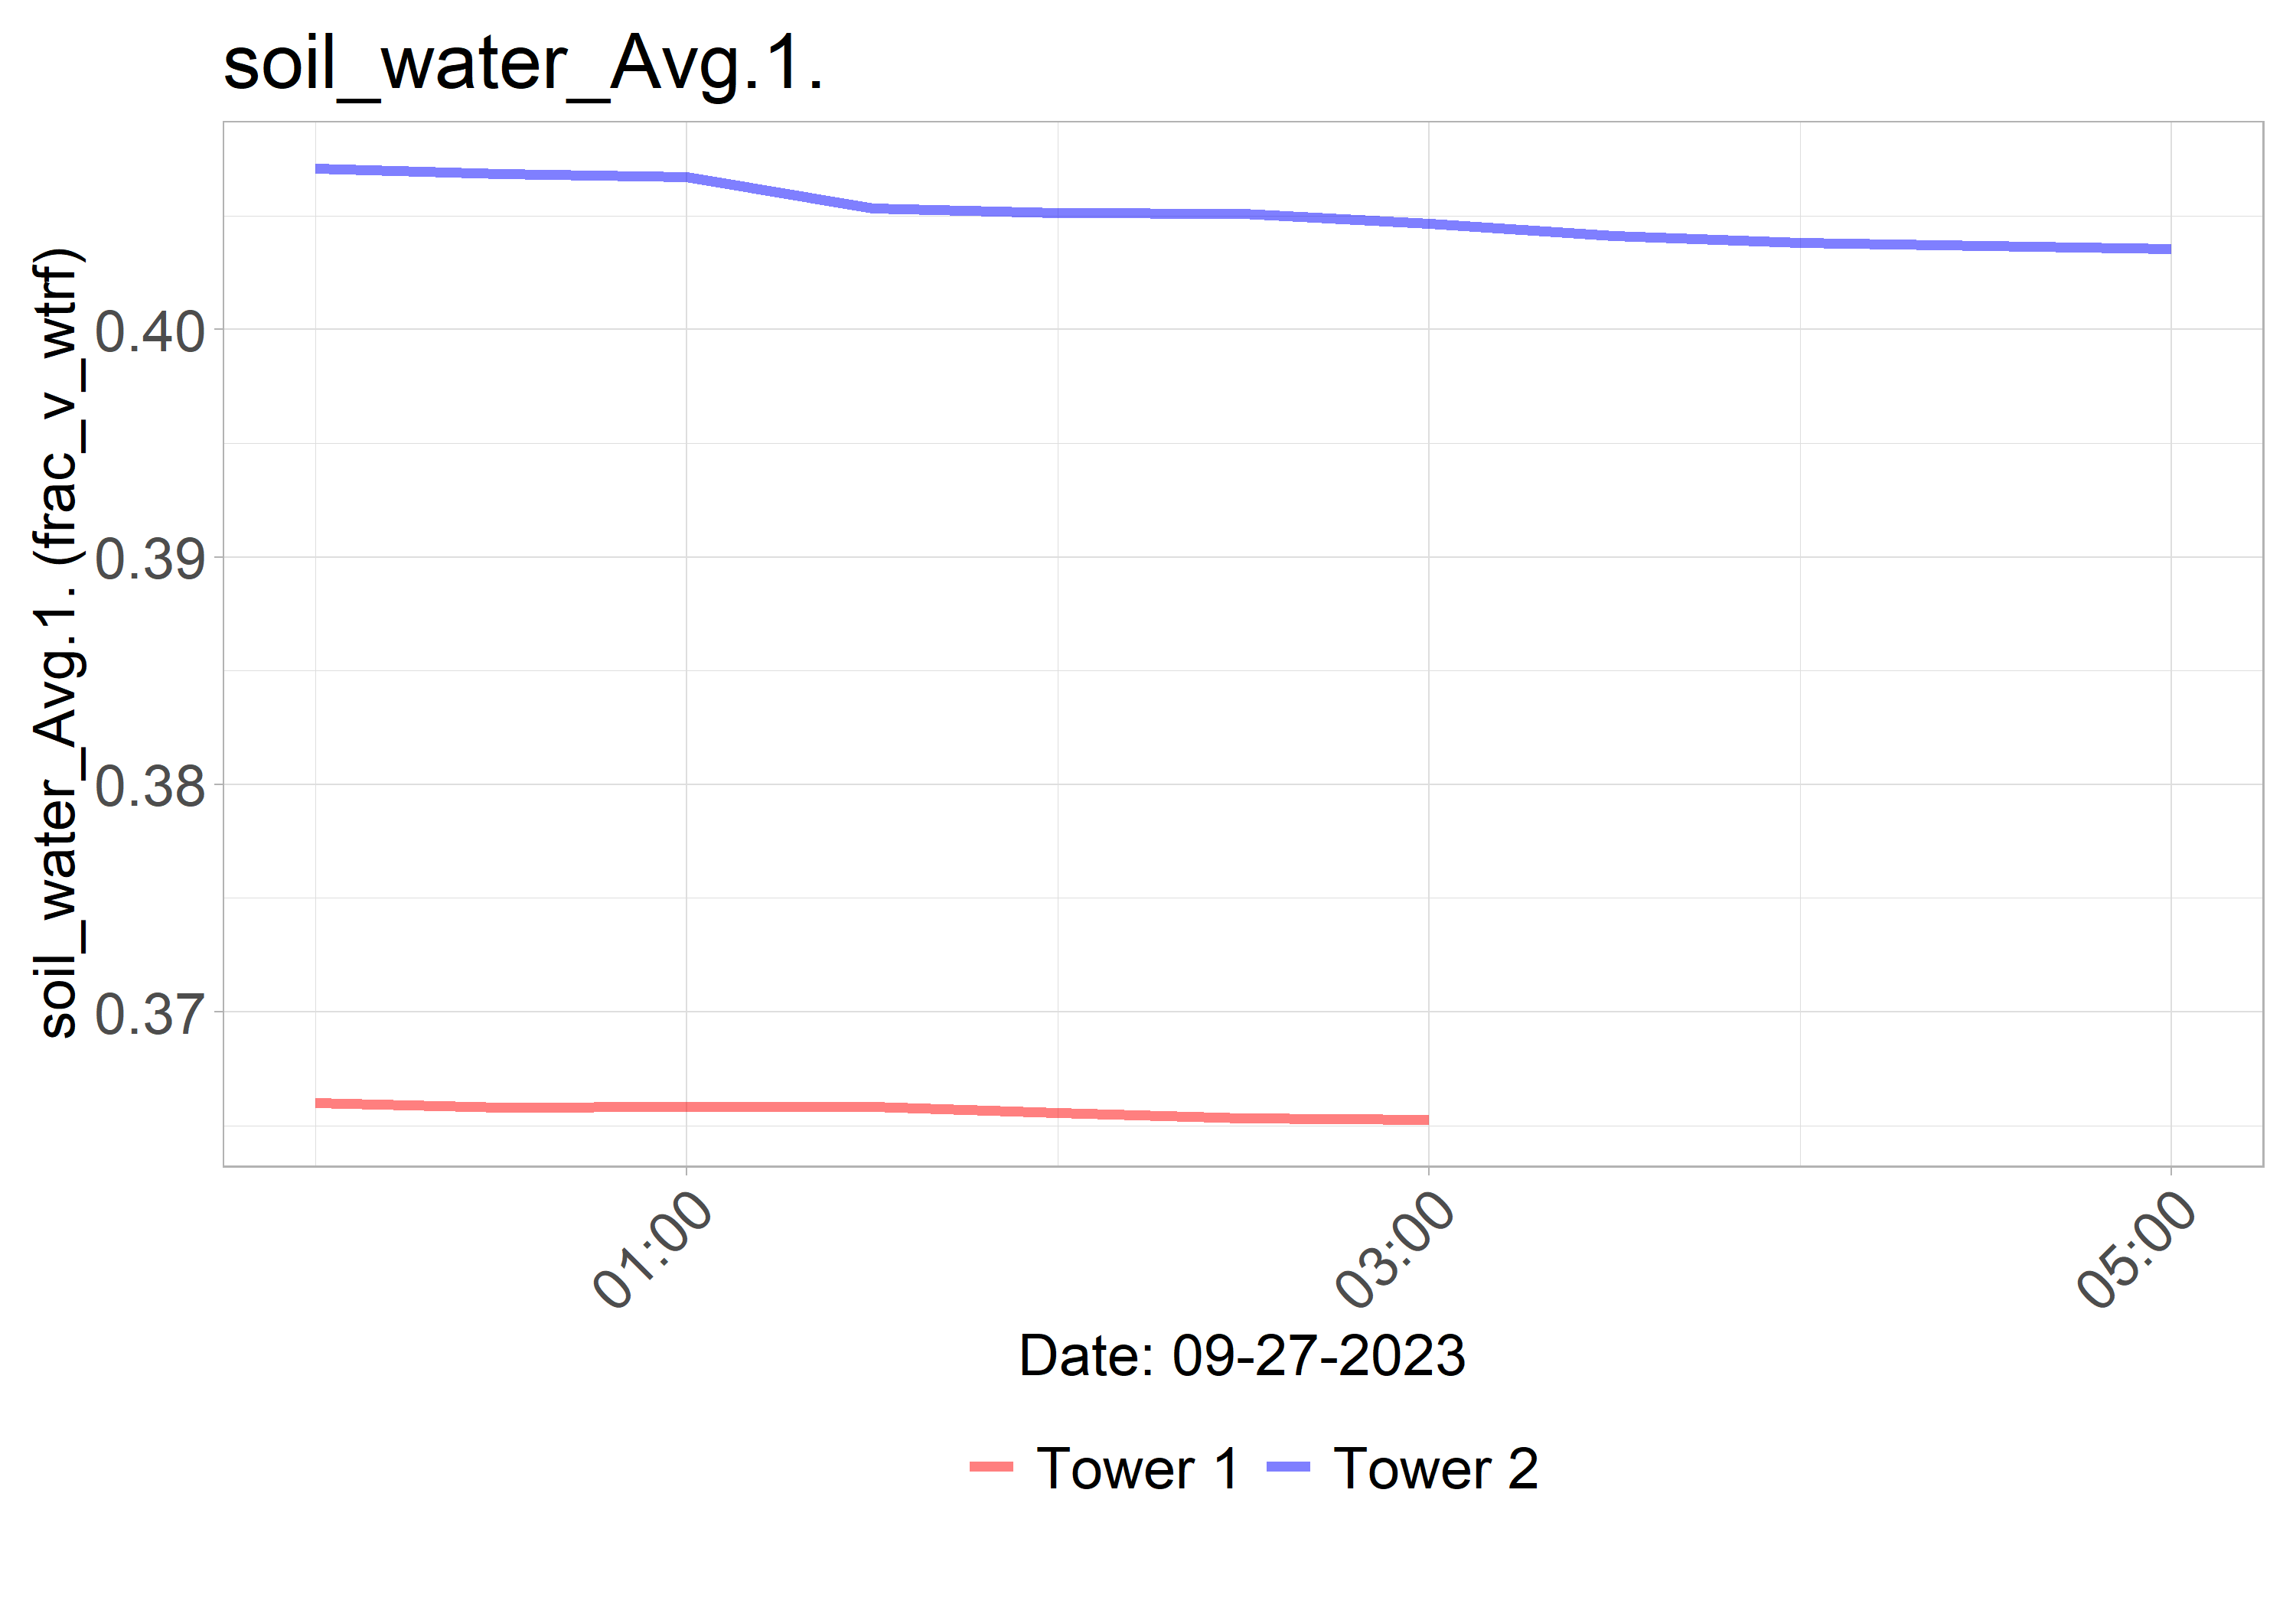 soil_water_Avg.1.
soil_water_Avg.1. (frac_v_wtrf)
0.40
0.39
0.38
0.37
01:00
03:00
05:00
Date: 09-27-2023
Tower 1
Tower 2